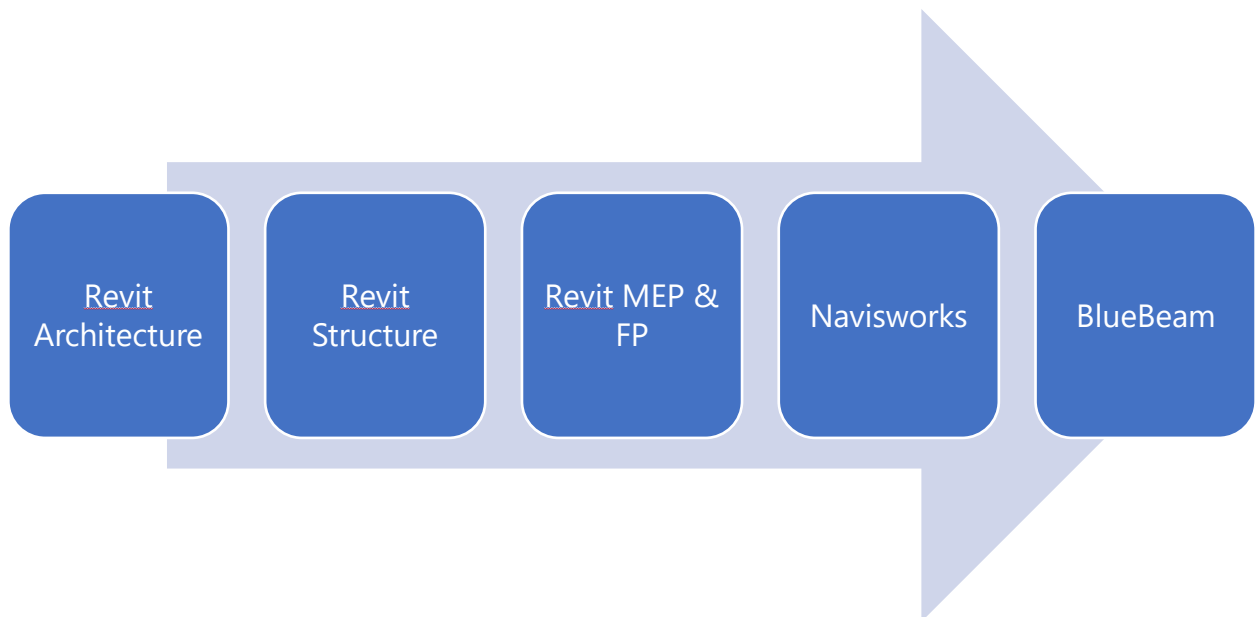 Revit
Architecture
Revit
Structure
Revit MEP &
FP
Navisworks
BlueBeam